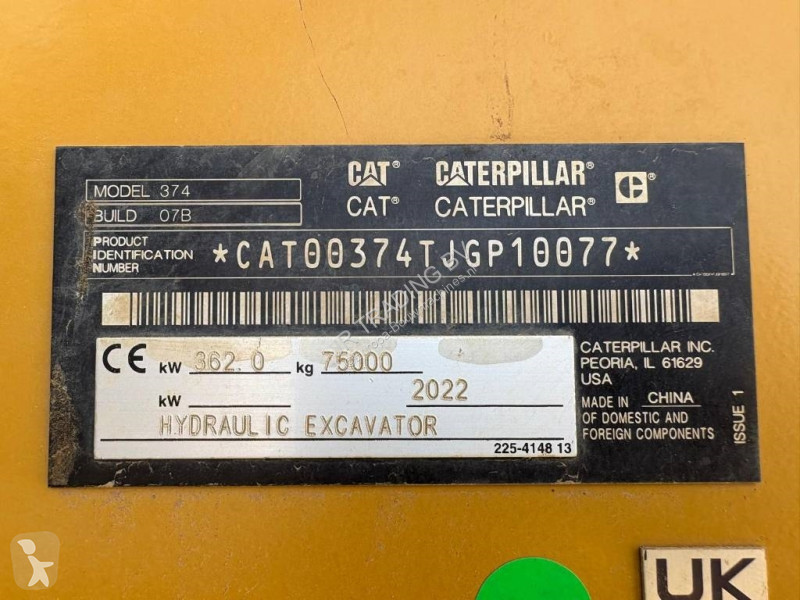 CAT® CATERPILLAR®
CAT® CATERPILLAR®
C
MODEL 374
BUILD 07B
PRODUCT
IDENTIFICATION
NUMBER
*CAT00374TJGP10077*
CE kW 362.0 kg 75000
kW 2022
HYDRAULIC EXCAVATOR
225-4148 13
CATERPILLAR INC.
PEORIA, IL 61629
USA
MADE IN CHINA
OF DOMESTIC AND
FOREIGN COMPONENTS
ISSUE 1
UK